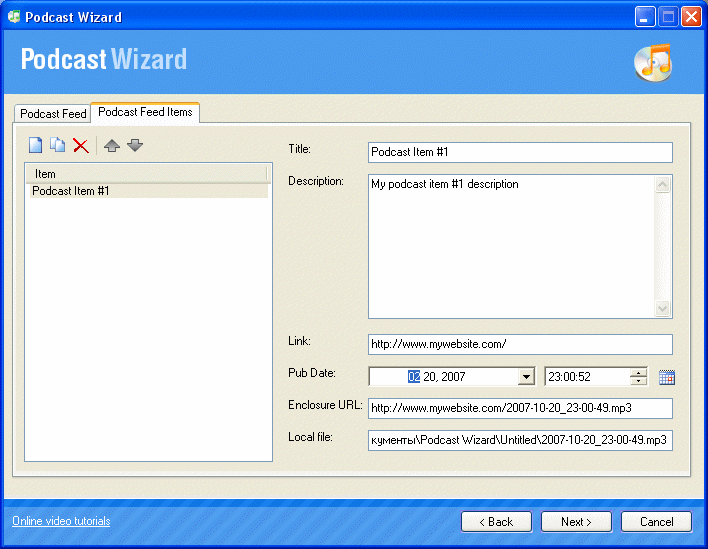 Podcast Wizard
Podcast Wizard
Podcast Feed
Podcast Feed Items
Item
Podcast Item #1
Title:
Podcast Item #1
Description:
My podcast item #1 description
Link:
http://www.mywebsite.com/
Pub Date:
02 20, 2007
23:00:52
Enclosure URL:
http://www.mywebsite.com/2007-10-20_23-00-49.mp3
Local file:
кументы\Podcast Wizard\Untitled\2007-10-20_23-00-49.mp3
Online video tutorials
< Back
Next >
Cancel